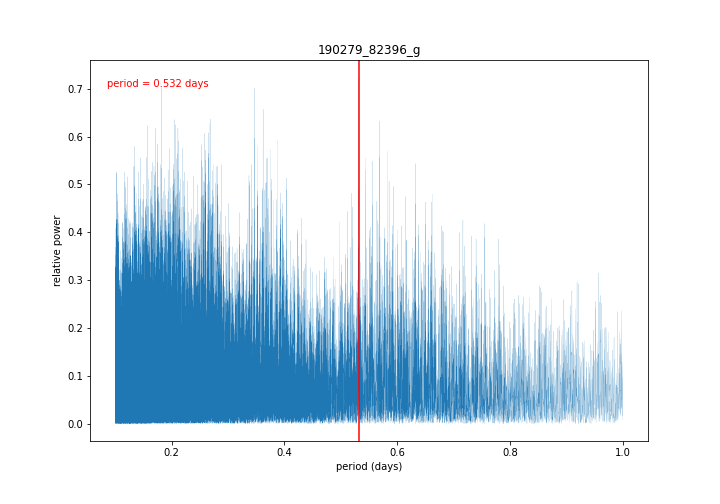 190279_82396_g
period = 0.532 days
relative power
0.7
0.6
0.5
0.4
0.3
0.2
0.1
0.0
0.2 0.4 0.6 0.8 1.0
period (days)